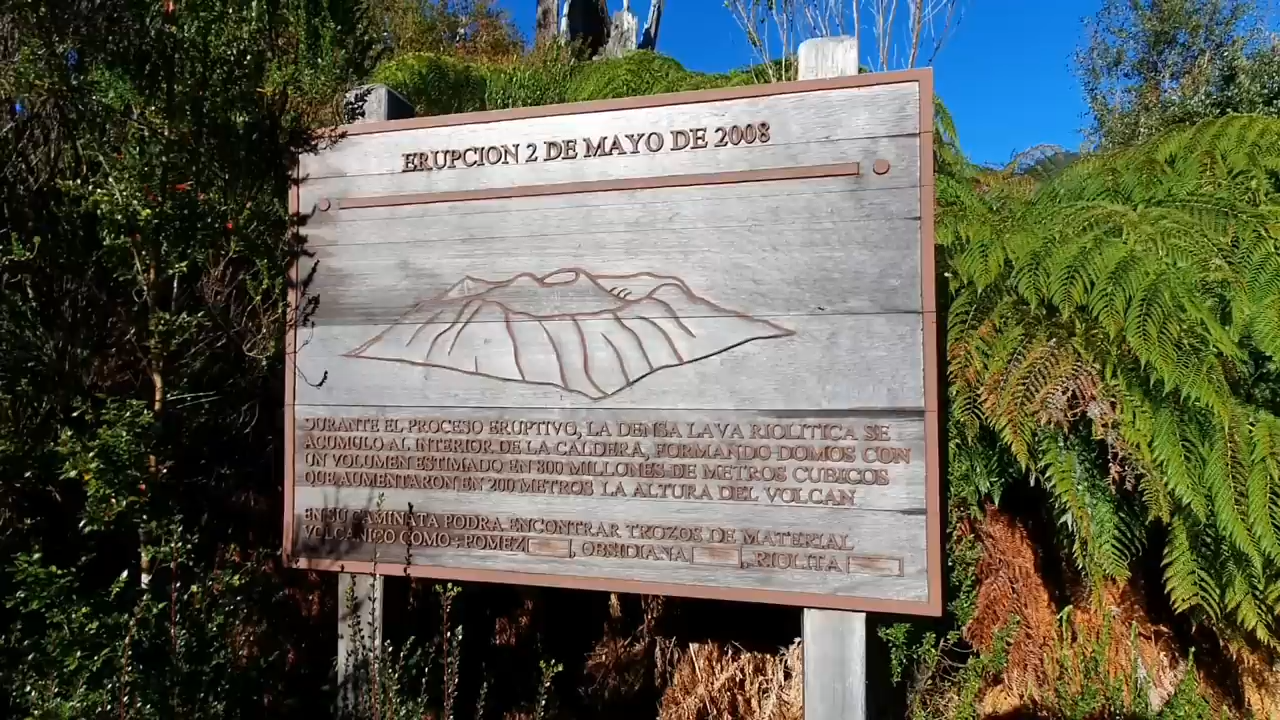 ERUPCION 2 DE MAYO DE 2008
DURANTE EL PROCESO ERUPTIVO, LA DENSA LAVA RIOLITICA SE
ACUMULO AL INTERIOR DE LA CALDERA, FORMANDO DOMOS CON
UN VOLUMEN ESTIMADO EN 800 MILLONES DE METROS CUBICOS
QUE AUMENTARON EN 200 METROS LA ALTURA DEL VOLCAN
EN SU CAMINATA PODRA ENCONTRAR TROZOS DE MATERIAL
VOLCANICO COMO : POMEZ , OBSIDIANA , RIOLITA